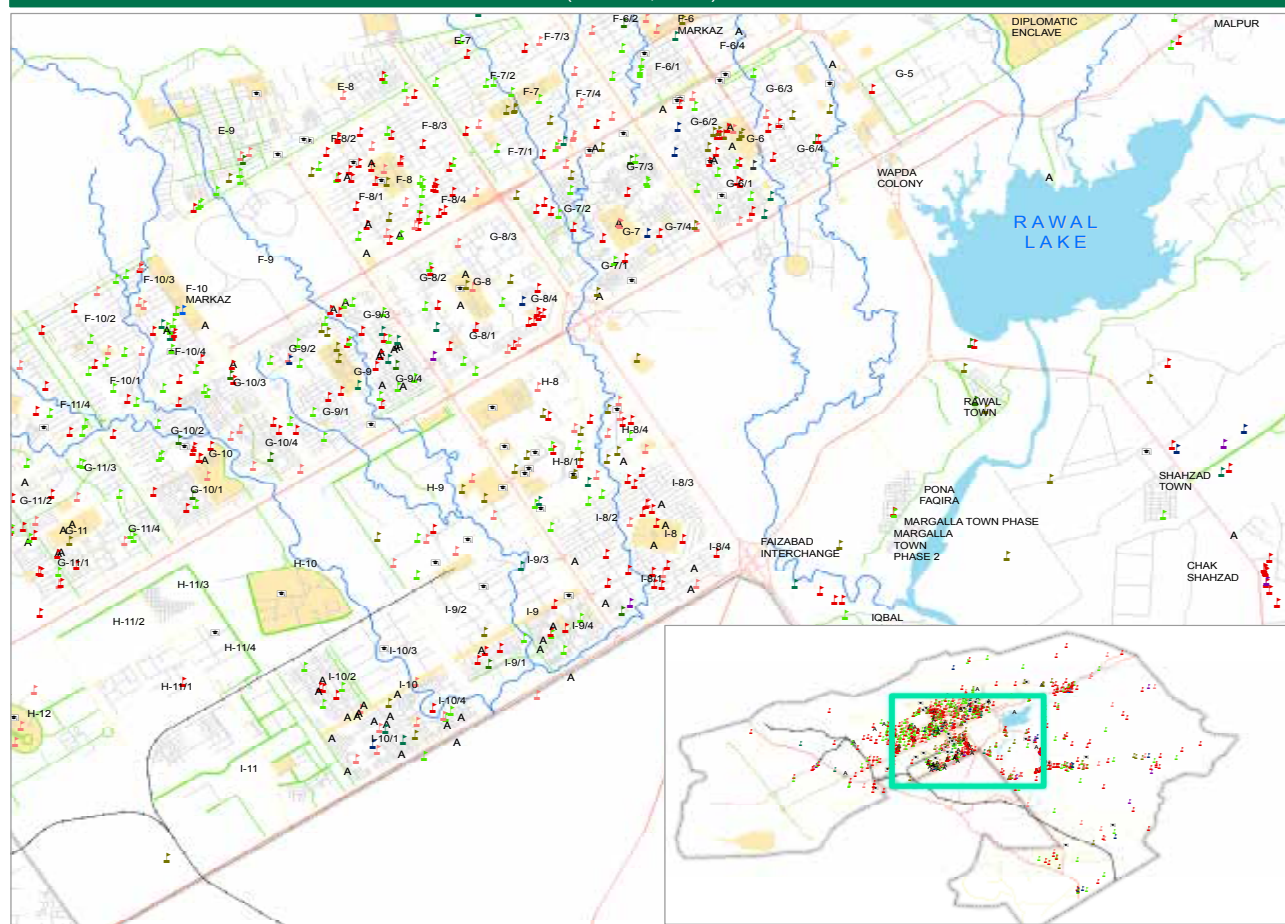 F-6/2
F-6
MARKAZ
DIPLOMATIC
ENCLAVE
MALPUR
F-7/3
E-7
F-6/4
F-6/1
G-5
F-7/2
E-8
F-7
F-7/4
G-6/3
E-9
F-8/2
F-8/3
G-6/2
G-6
F-7/1
G-6/4
G-7/3
WAPDA
COLONY
F-8
G-6/1
F-8/1
F-8/4
G-7/2
RAWAL
LAKE
G-7
G-7/4
G-8/3
F-9
G-7/1
F-10/3
F-10
MARKAZ
G-8/2
G-8
G-8/4
F-10/2
G-9/3
G-8/1
F-10/4
G-9/2
G-9
G-9/4
F-10/1
G-10/3
H-8
F-11/4
G-9/1
RAWAL
TOWN
G-10/2
G-10/4
H-8/4
G-10
H-8/1
G-11/3
SHAHZAD
TOWN
G-10/1
H-9
I-8/3
G-11/2
PONA
FAQIRA
I-8/2
MARGALLA TOWN PHASE
G-11
G-11/4
I-8
MARGALLA
TOWN
PHASE 2
FAIZABAD
INTERCHANGE
I-8/4
G-11/1
H-10
I-9/3
CHAK
SHAHZAD
H-11/3
I-8/1
H-11/2
I-9/2
I-9
I-9/4
IQBAL
H-11/4
I-10/3
I-9/1
H-11/1
I-10/2
I-10
I-10/4
H-12
I-10/1
I-11